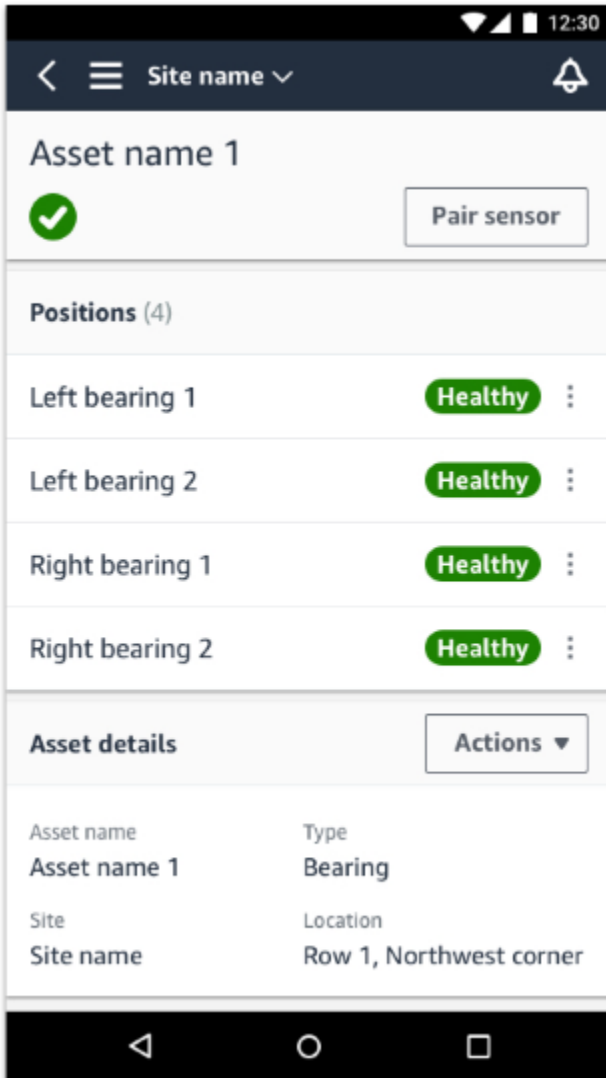 12:30
Site name
Asset name 1
Pair sensor
Positions (4)
Left bearing 1 Healthy
Left bearing 2 Healthy
Right bearing 1 Healthy
Right bearing 2 Healthy
Asset details Actions
Asset name Type
Asset name 1 Bearing
Site Location
Site name Row 1, Northwest corner